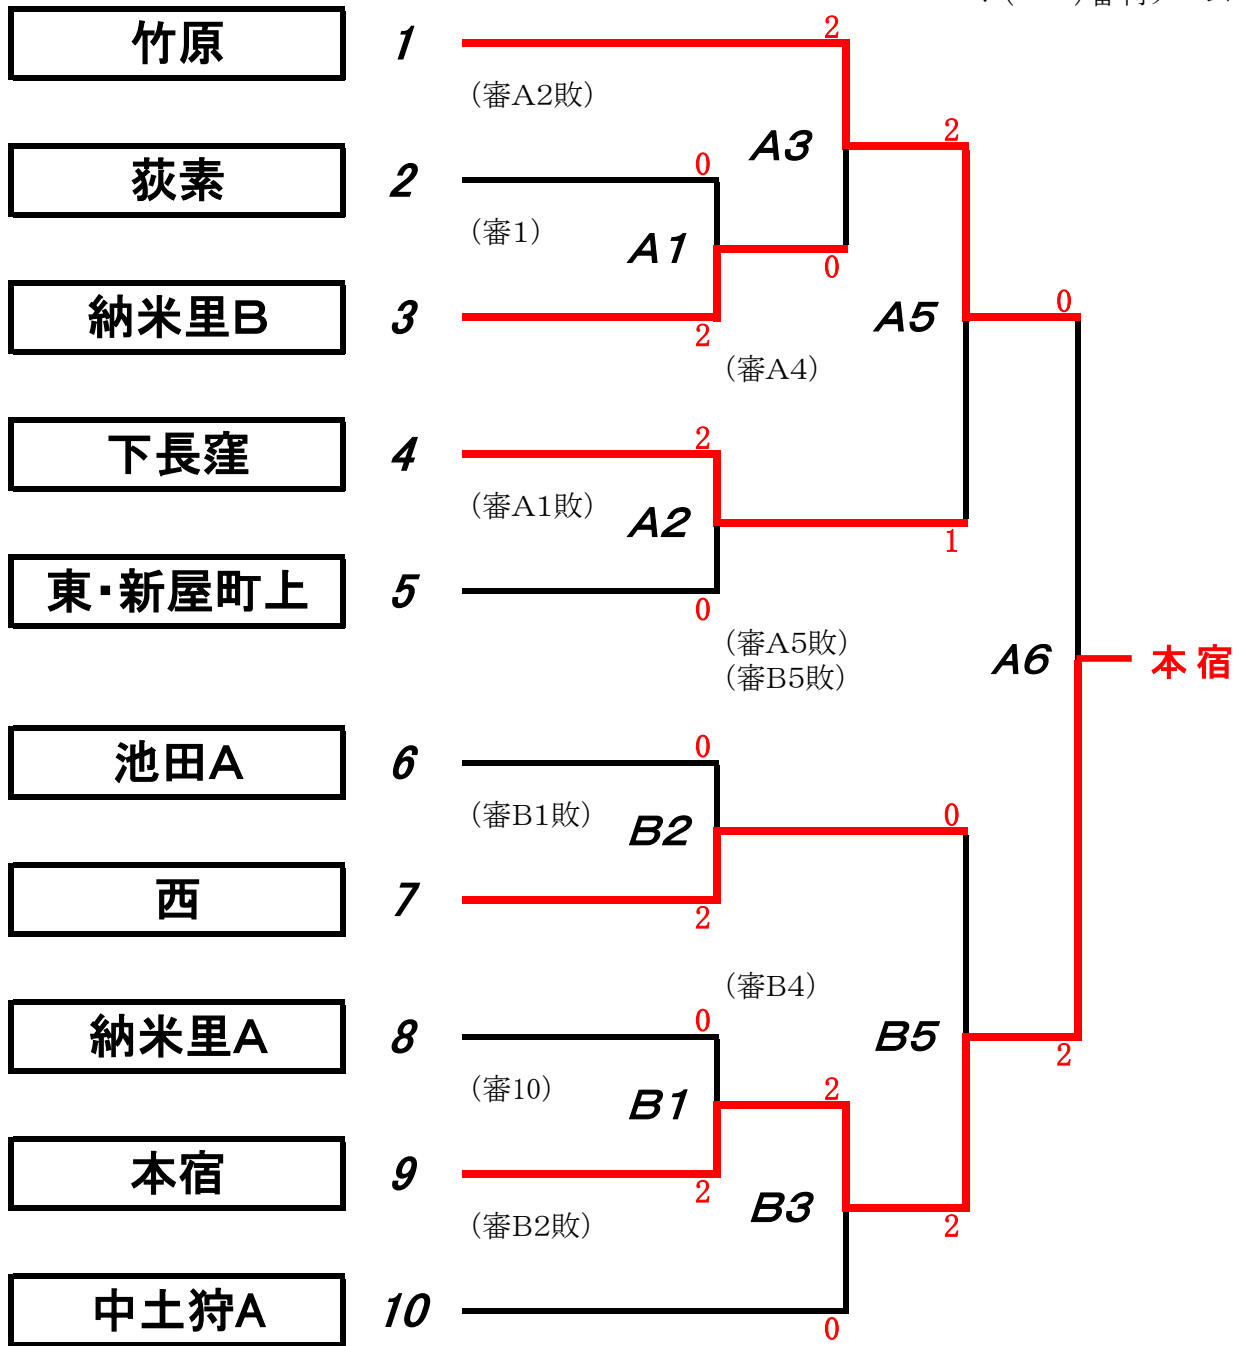 竹原 1 2
(審A2敗)
A3 2
荻素 2 0
(審1) A1
0
納米里B 3 2
A5 0
(審A4)
下長窪 4 2
(審A1敗) A2
1
東・新屋町上 5 0
(審A5敗)
(審B5敗)
A6 本宿
池田A 6 0
(審B1敗) B2 0
西 7 2
(審B4)
納米里A 8 0
B5 2
(審10) B1 2
本宿 9 2
(審B2敗) B3 2
中土狩A 10 0